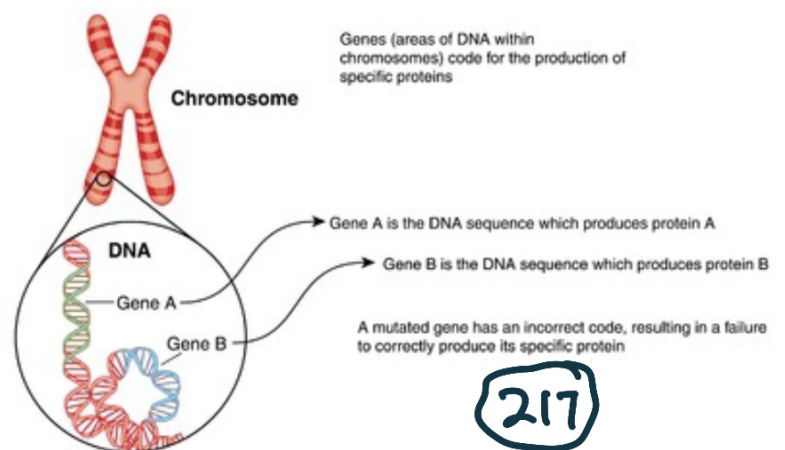 Genes (areas of DNA within
chromosomes) code for the production of
specific proteins
Chromosome
Gene A is the DNA sequence which produces protein A
DNA
Gene B is the DNA sequence which produces protein B
Gene A
A mutated gene has an incorrect code, resulting in a failure
to correctly produce its specific protein
Gene B
217